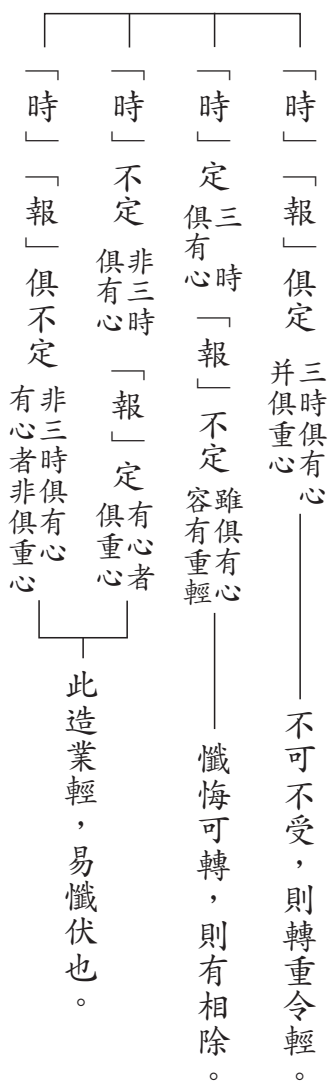 「時」「報」俱定 三時俱有心并俱重心
不可不受，則轉重令輕。
「時」定 三時俱有心 「報」不定 雖俱有心容有重輕
懺悔可轉，則有相除。
「時」不定 非三時俱有心 「報」定 有心者俱重心
「時」「報」俱不定 非三時俱有心有心者非俱重心
此造業輕，易懺伏也。